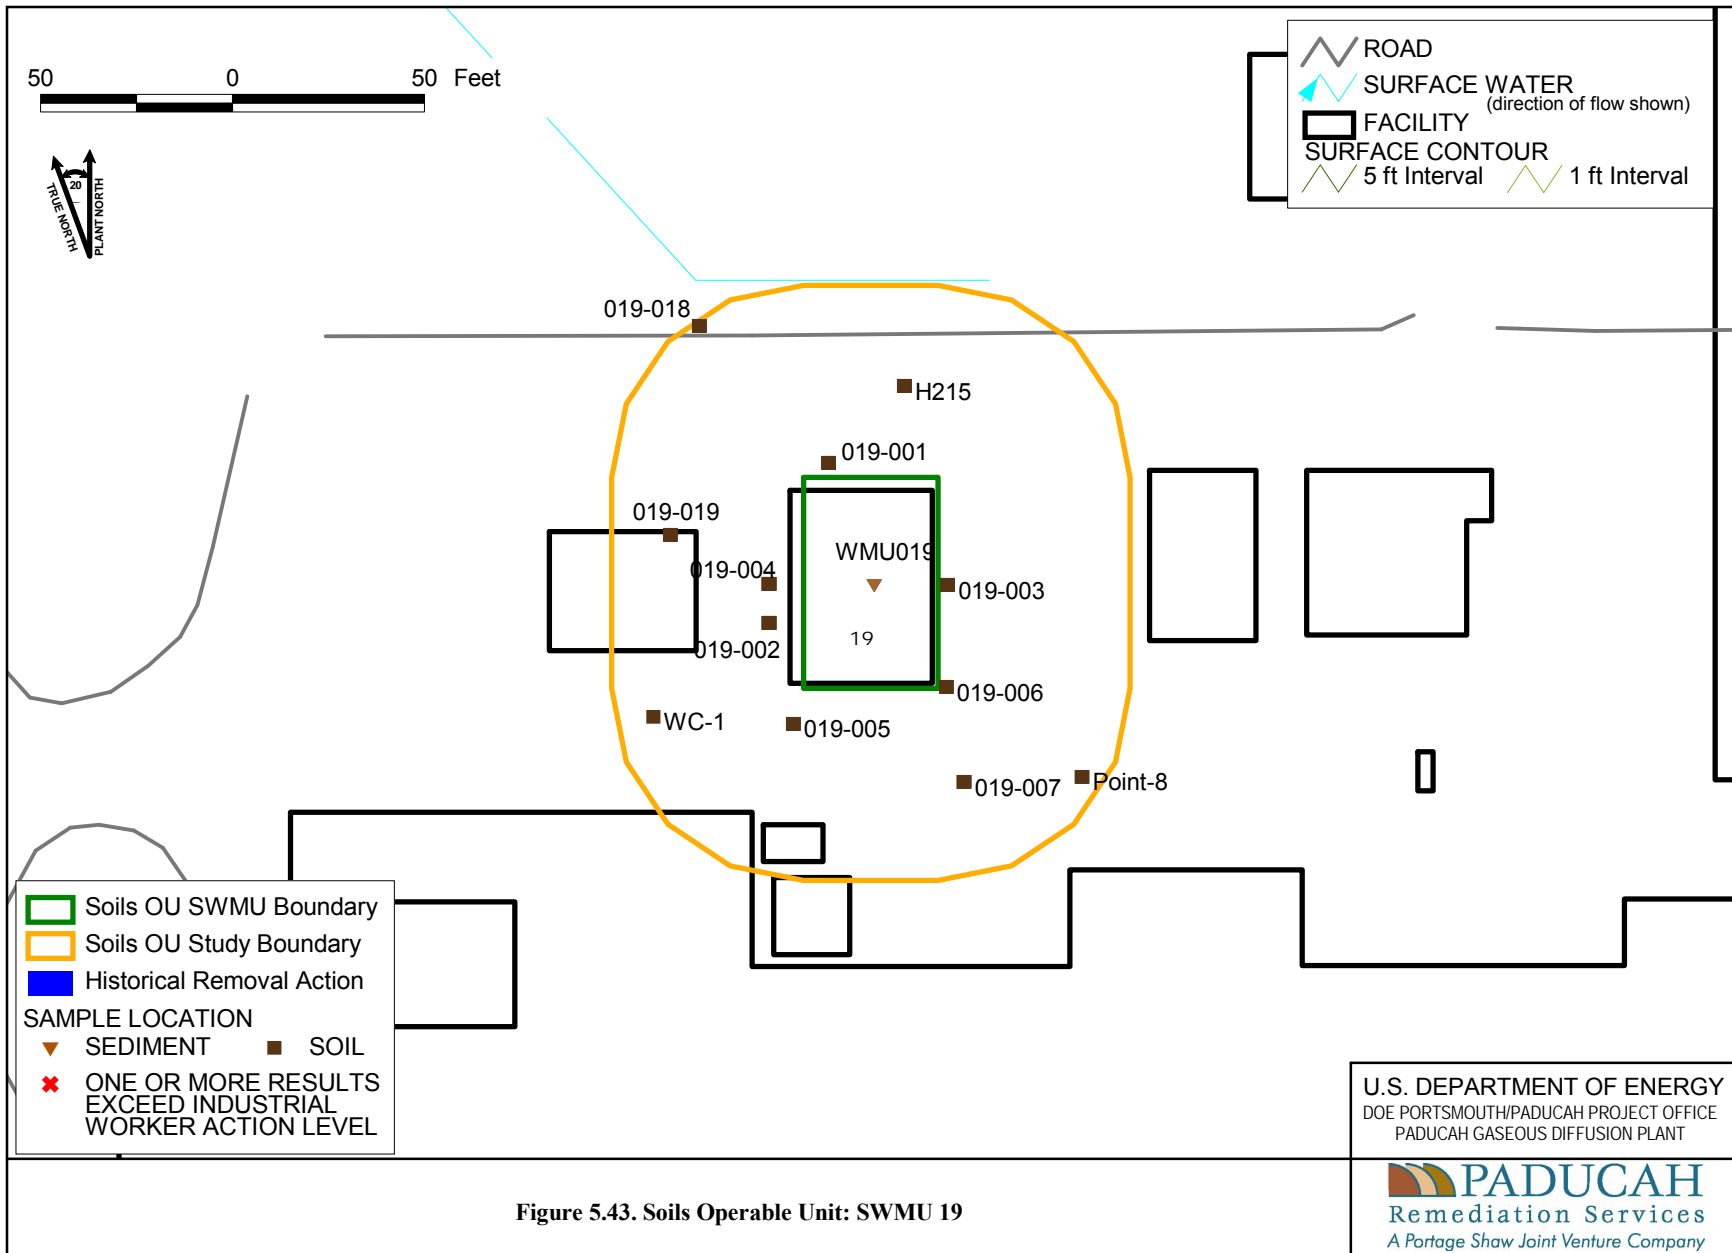 50 0 50 Feet
20
TRUE NORTH
PLANT NORTH
ROAD
SURFACE WATER
(direction of flow shown)
FACILITY
SURFACE CONTOUR
5 ft Interval 1 ft Interval
019-018
H215
019-001
019-019
WMU019
019-004
019-003
19
019-002
019-006
WC-1
019-005
019-007
Point-8
Soils OU SWMU Boundary
Soils OU Study Boundary
Historical Removal Action
SAMPLE LOCATION
SEDIMENT SOIL
ONE OR MORE RESULTS
EXCEED INDUSTRIAL
WORKER ACTION LEVEL
U.S. DEPARTMENT OF ENERGY
DOE PORTSMOUTH/PADUCAH PROJECT OFFICE
PADUCAH GASEOUS DIFFUSION PLANT
Figure 5.43. Soils Operable Unit: SWMU 19
PADUCAH
Remediation Services
A Portage Shaw Joint Venture Company